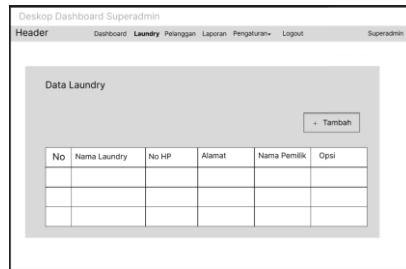 Deskop Dashboard Superadmin
Header Dashboard Laundry Pelanggan Laporan Pengaturan Logout Superadmin
Data Laundry
+ Tambah
No Nama Laundry No HP Alamat Nama Pemilik Opsi